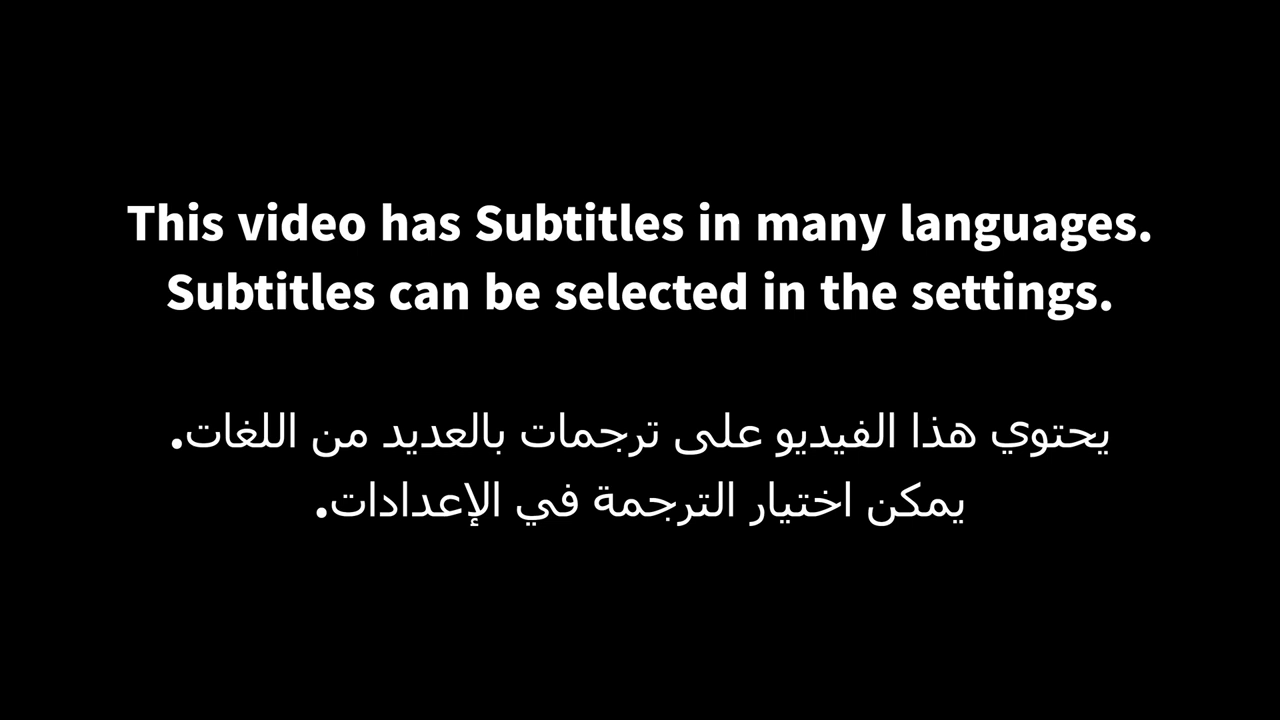 This video has Subtitles in many languages.
Subtitles can be selected in the settings.
يحتوي هذا الفيديو على ترجمات بالعديد من اللغات.
يمكن اختيار الترجمة في الإعدادات.